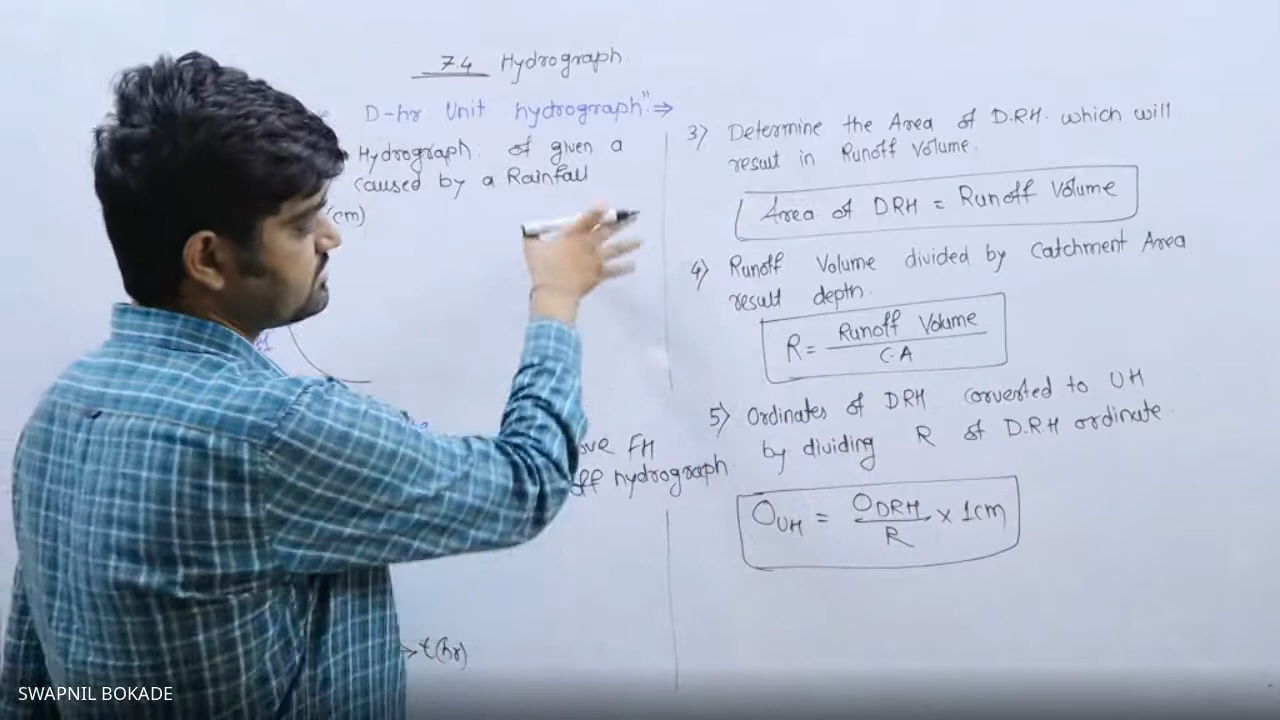 7.4 Hydrograph
D-hr Unit hydrograph" ⇒
Hydrograph of given a
caused by a Rainfall
(cm)
ove FH
off hydrograph
→ t(hr)
3) Determine the Area of D.R.H. which will
result in Runoff Volume.
Area of DRH = Runoff Volume
4) Runoff Volume divided by Catchment Area
result depth.
R = Runoff Volume / C.A
5) Ordinates of DRH converted to UH
by dividing R of D.R.H ordinate
O_UH = O_DRH / R × 1cm
SWAPNIL BOKADE